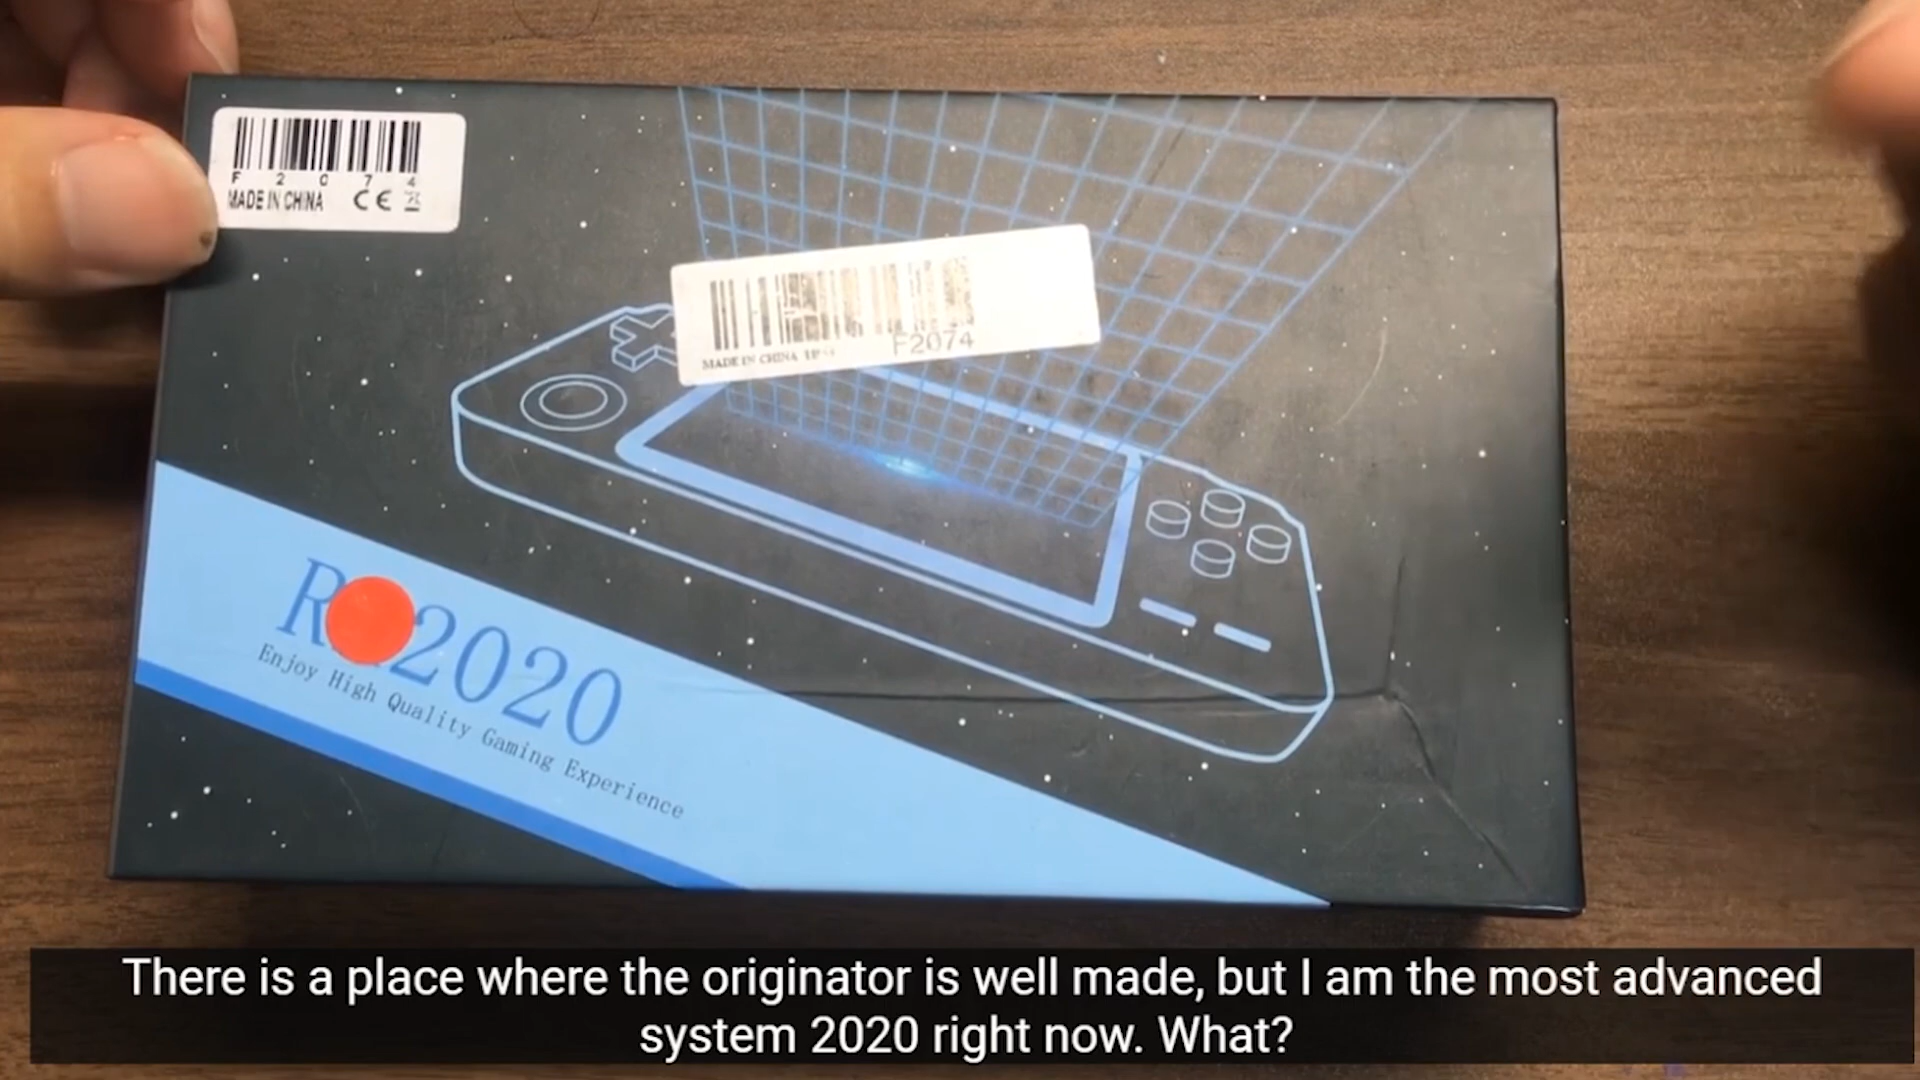 F 2 0 7 4
MADE IN CHINA CE
MADE IN CHINA
F2074
2020
Enjoy High Quality Gaming Experience
There is a place where the originator is well made, but I am the most advanced
system 2020 right now. What?